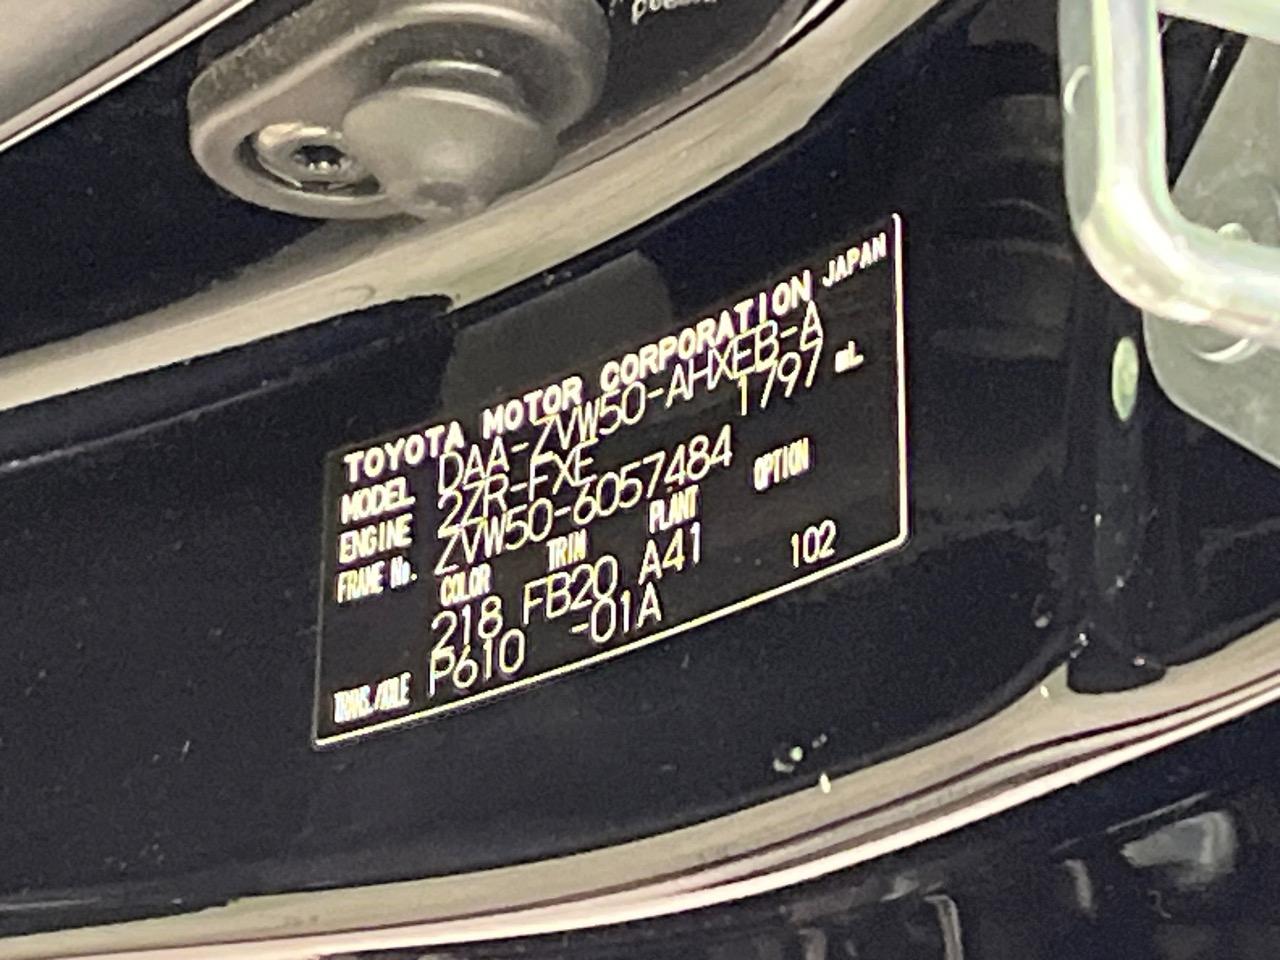 TOYOTA MOTOR CORPORATION JAPAN
MODEL DAA-ZVW50-AHXEB-A
ENGINE 2ZR-FXE 1797 mL
FRAME No. ZVW50-6057484
COLOR TRIM PLANT OPTION
218 FB20 A41 102
TRANS./AXLE P610 -01A